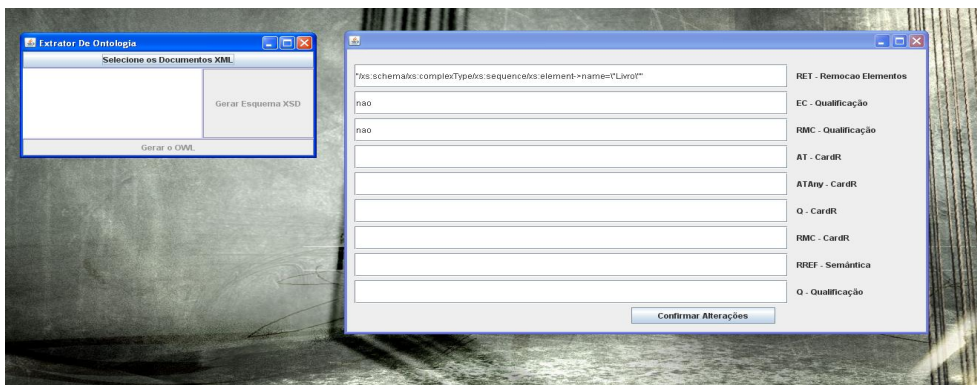 Extrator De Ontologia
Selecione os Documentos XML
Gerar Esquema XSD
Gerar o OWL
"/xs:schema/xs:complexType/xs:sequence/xs:element->name=\"Livro\""
RET - Remocao Elementos
nao
EC - Qualificação
nao
RMC - Qualificação
AT - CardR
ATAny - CardR
Q - CardR
RMC - CardR
RREF - Semântica
Q - Qualificação
Confirmar Alterações